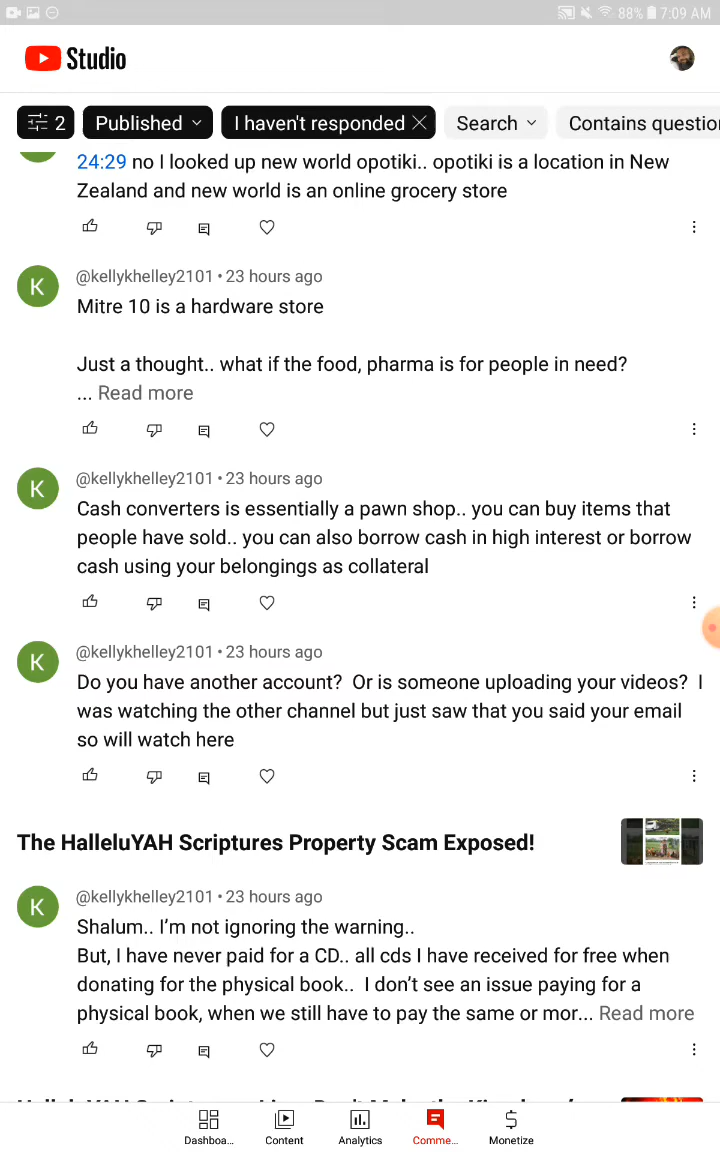 88% 7:09 AM
Studio
2 Published I haven't responded Search Contains question
24:29 no I looked up new world opotiki.. opotiki is a location in New
Zealand and new world is an online grocery store
K
@kellykhelley2101 • 23 hours ago
Mitre 10 is a hardware store
Just a thought.. what if the food, pharma is for people in need?
... Read more
K
@kellykhelley2101 • 23 hours ago
Cash converters is essentially a pawn shop.. you can buy items that
people have sold.. you can also borrow cash in high interest or borrow
cash using your belongings as collateral
K
@kellykhelley2101 • 23 hours ago
Do you have another account?  Or is someone uploading your videos?  I
was watching the other channel but just saw that you said your email
so will watch here
The HalleluYAH Scriptures Property Scam Exposed!
K
@kellykhelley2101 • 23 hours ago
Shalum.. I’m not ignoring the warning..
But, I have never paid for a CD.. all cds I have received for free when
donating for the physical book..  I don’t see an issue paying for a
physical book, when we still have to pay the same or mor... Read more
Dashboa... Content Analytics Comme... Monetize